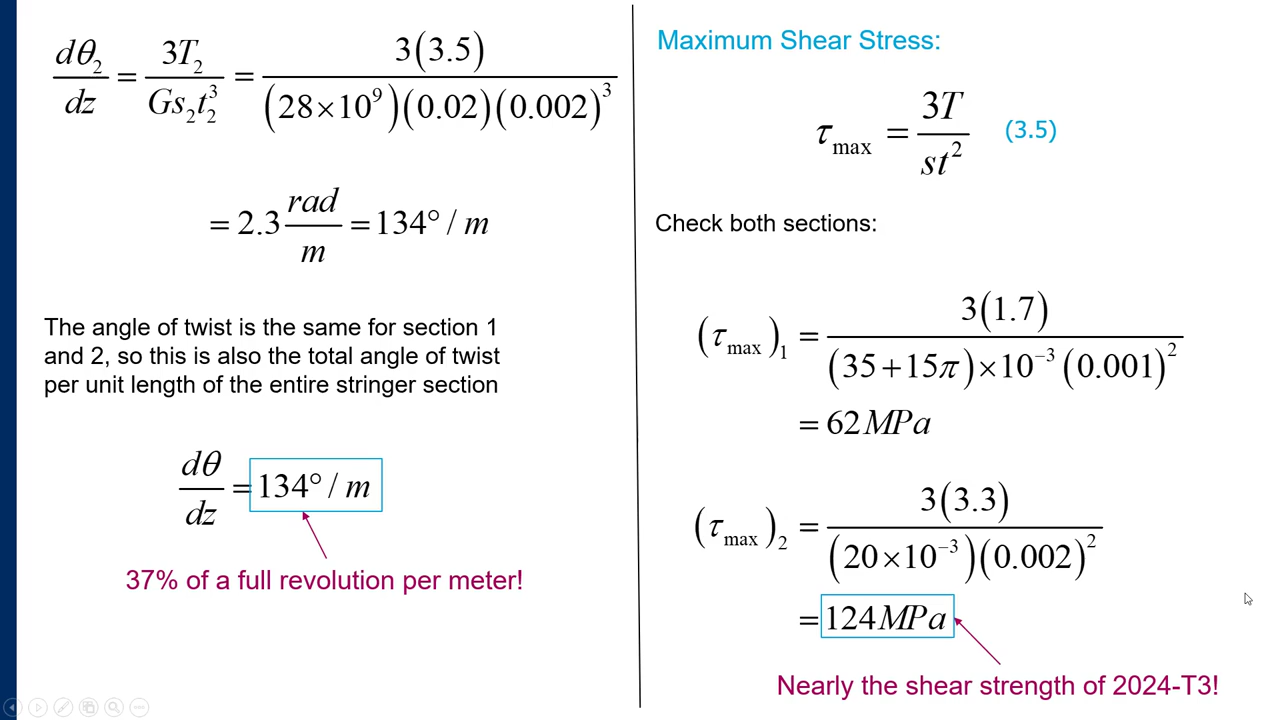 dθ₂/dz = 3T₂/(Gs₂t₂³) = 3(3.5)/((28×10⁹)(0.02)(0.002)³)
= 2.3 rad/m = 134° / m
The angle of twist is the same for section 1
and 2, so this is also the total angle of twist
per unit length of the entire stringer section
dθ/dz = 134° / m
37% of a full revolution per meter!
Maximum Shear Stress:
τmax = 3T/(st²) (3.5)
Check both sections:
(τmax)₁ = 3(1.7)/((35+15π)×10⁻³(0.001)²)
= 62MPa
(τmax)₂ = 3(3.3)/((20×10⁻³)(0.002)²)
= 124MPa
Nearly the shear strength of 2024-T3!